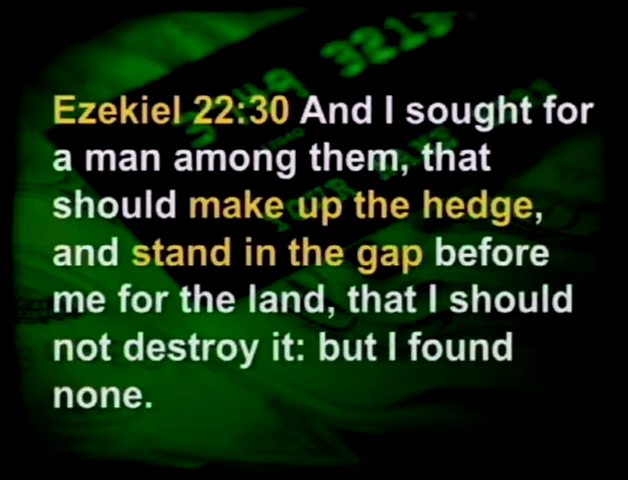 Ezekiel 22:30 And I sought for
a man among them, that
should make up the hedge,
and stand in the gap before
me for the land, that I should
not destroy it: but I found
none.